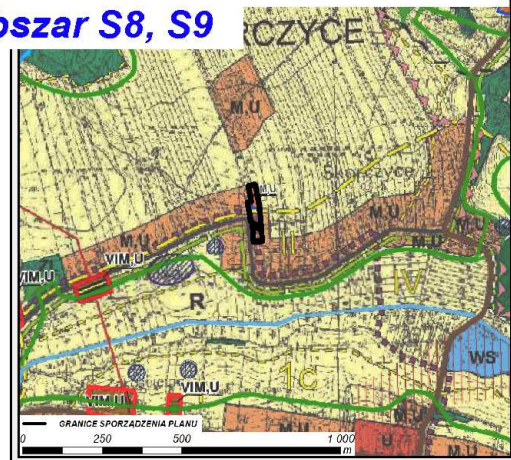 oszar S8, S9
RCZYCE
M.U
M.U
Skorczyce
M.U
M.U
M.U
VIM,U
VIM,U
II
IV
R
1c
WS
VIM,U
VIM,U
M.U
M.U
U
M.U
GRANICE SPORZĄDZENIA PLANU
0 250 500 1 000
m